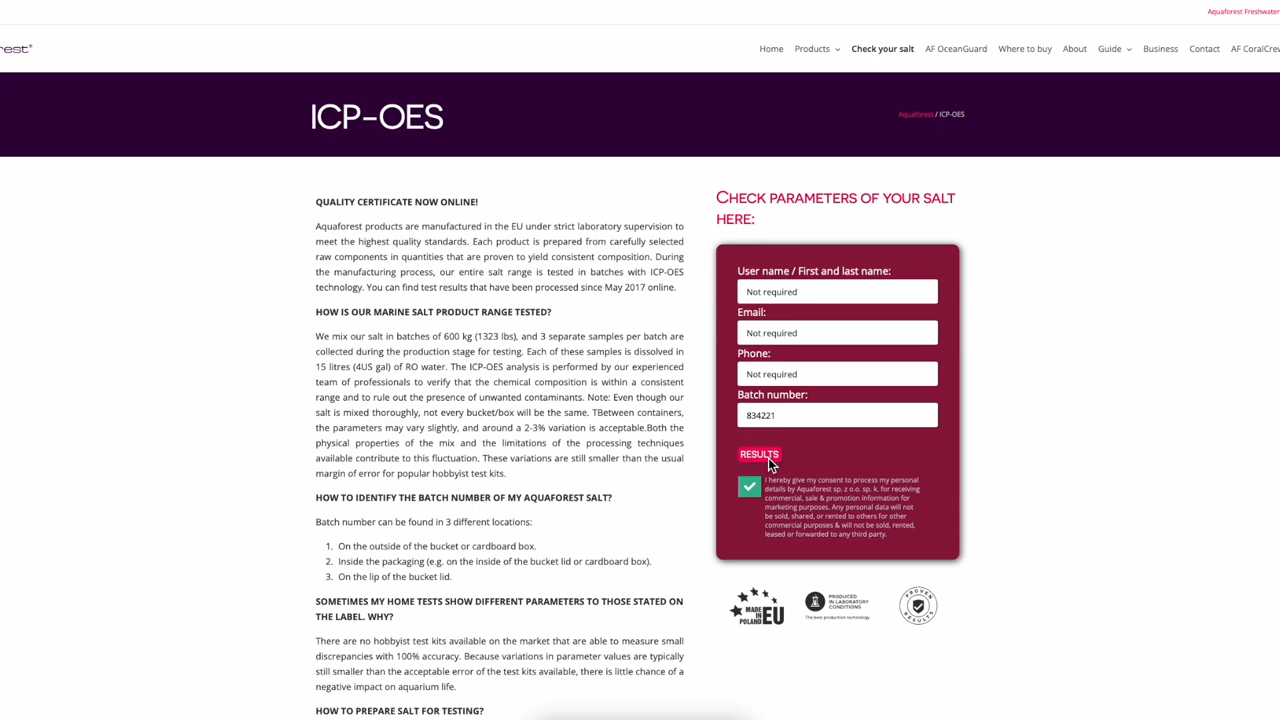 Aquaforest Freshwater
rest®
Home Products Check your salt AF OceanGuard Where to buy About Guide Business Contact AF CoralCrew
ICP-OES
Aquaforest / ICP-OES
QUALITY CERTIFICATE NOW ONLINE!
Aquaforest products are manufactured in the EU under strict laboratory supervision to
meet the highest quality standards. Each product is prepared from carefully selected
raw components in quantities that are proven to yield consistent composition. During
the manufacturing process, our entire salt range is tested in batches with ICP-OES
technology. You can find test results that have been processed since May 2017 online.
HOW IS OUR MARINE SALT PRODUCT RANGE TESTED?
We mix our salt in batches of 600 kg (1323 lbs), and 3 separate samples per batch are
collected during the production stage for testing. Each of these samples is dissolved in
15 litres (4US gal) of RO water. The ICP-OES analysis is performed by our experienced
team of professionals to verify that the chemical composition is within a consistent
range and to rule out the presence of unwanted contaminants. Note: Even though our
salt is mixed thoroughly, not every bucket/box will be the same. TBetween containers,
the parameters may vary slightly, and around a 2-3% variation is acceptable.Both the
physical properties of the mix and the limitations of the processing techniques
available contribute to this fluctuation. These variations are still smaller than the usual
margin of error for popular hobbyist test kits.
HOW TO IDENTIFY THE BATCH NUMBER OF MY AQUAFOREST SALT?
Batch number can be found in 3 different locations:
1. On the outside of the bucket or cardboard box.
2. Inside the packaging (e.g. on the inside of the bucket lid or cardboard box).
3. On the lip of the bucket lid.
SOMETIMES MY HOME TESTS SHOW DIFFERENT PARAMETERS TO THOSE STATED ON
THE LABEL. WHY?
There are no hobbyist test kits available on the market that are able to measure small
discrepancies with 100% accuracy. Because variations in parameter values are typically
still smaller than the acceptable error of the test kits available, there is little chance of a
negative impact on aquarium life.
HOW TO PREPARE SALT FOR TESTING?
CHECK PARAMETERS OF YOUR SALT
HERE:
User name / First and last name:
Not required
Email:
Not required
Phone:
Not required
Batch number:
834221
RESULTS
I hereby give my consent to process my personal
details by Aquaforest sp. z o.o. sp. k. for receiving
commercial, sale & promotion information for
marketing purposes. Any personal data will not
be sold, shared, or rented to others for other
commercial purposes & will not be sold, rented,
leased or forwarded to any third party.
MADE IN
POLAND EU
PRODUCED
IN LABORATORY
CONDITIONS
The best production technology
PROVEN
RESULTS